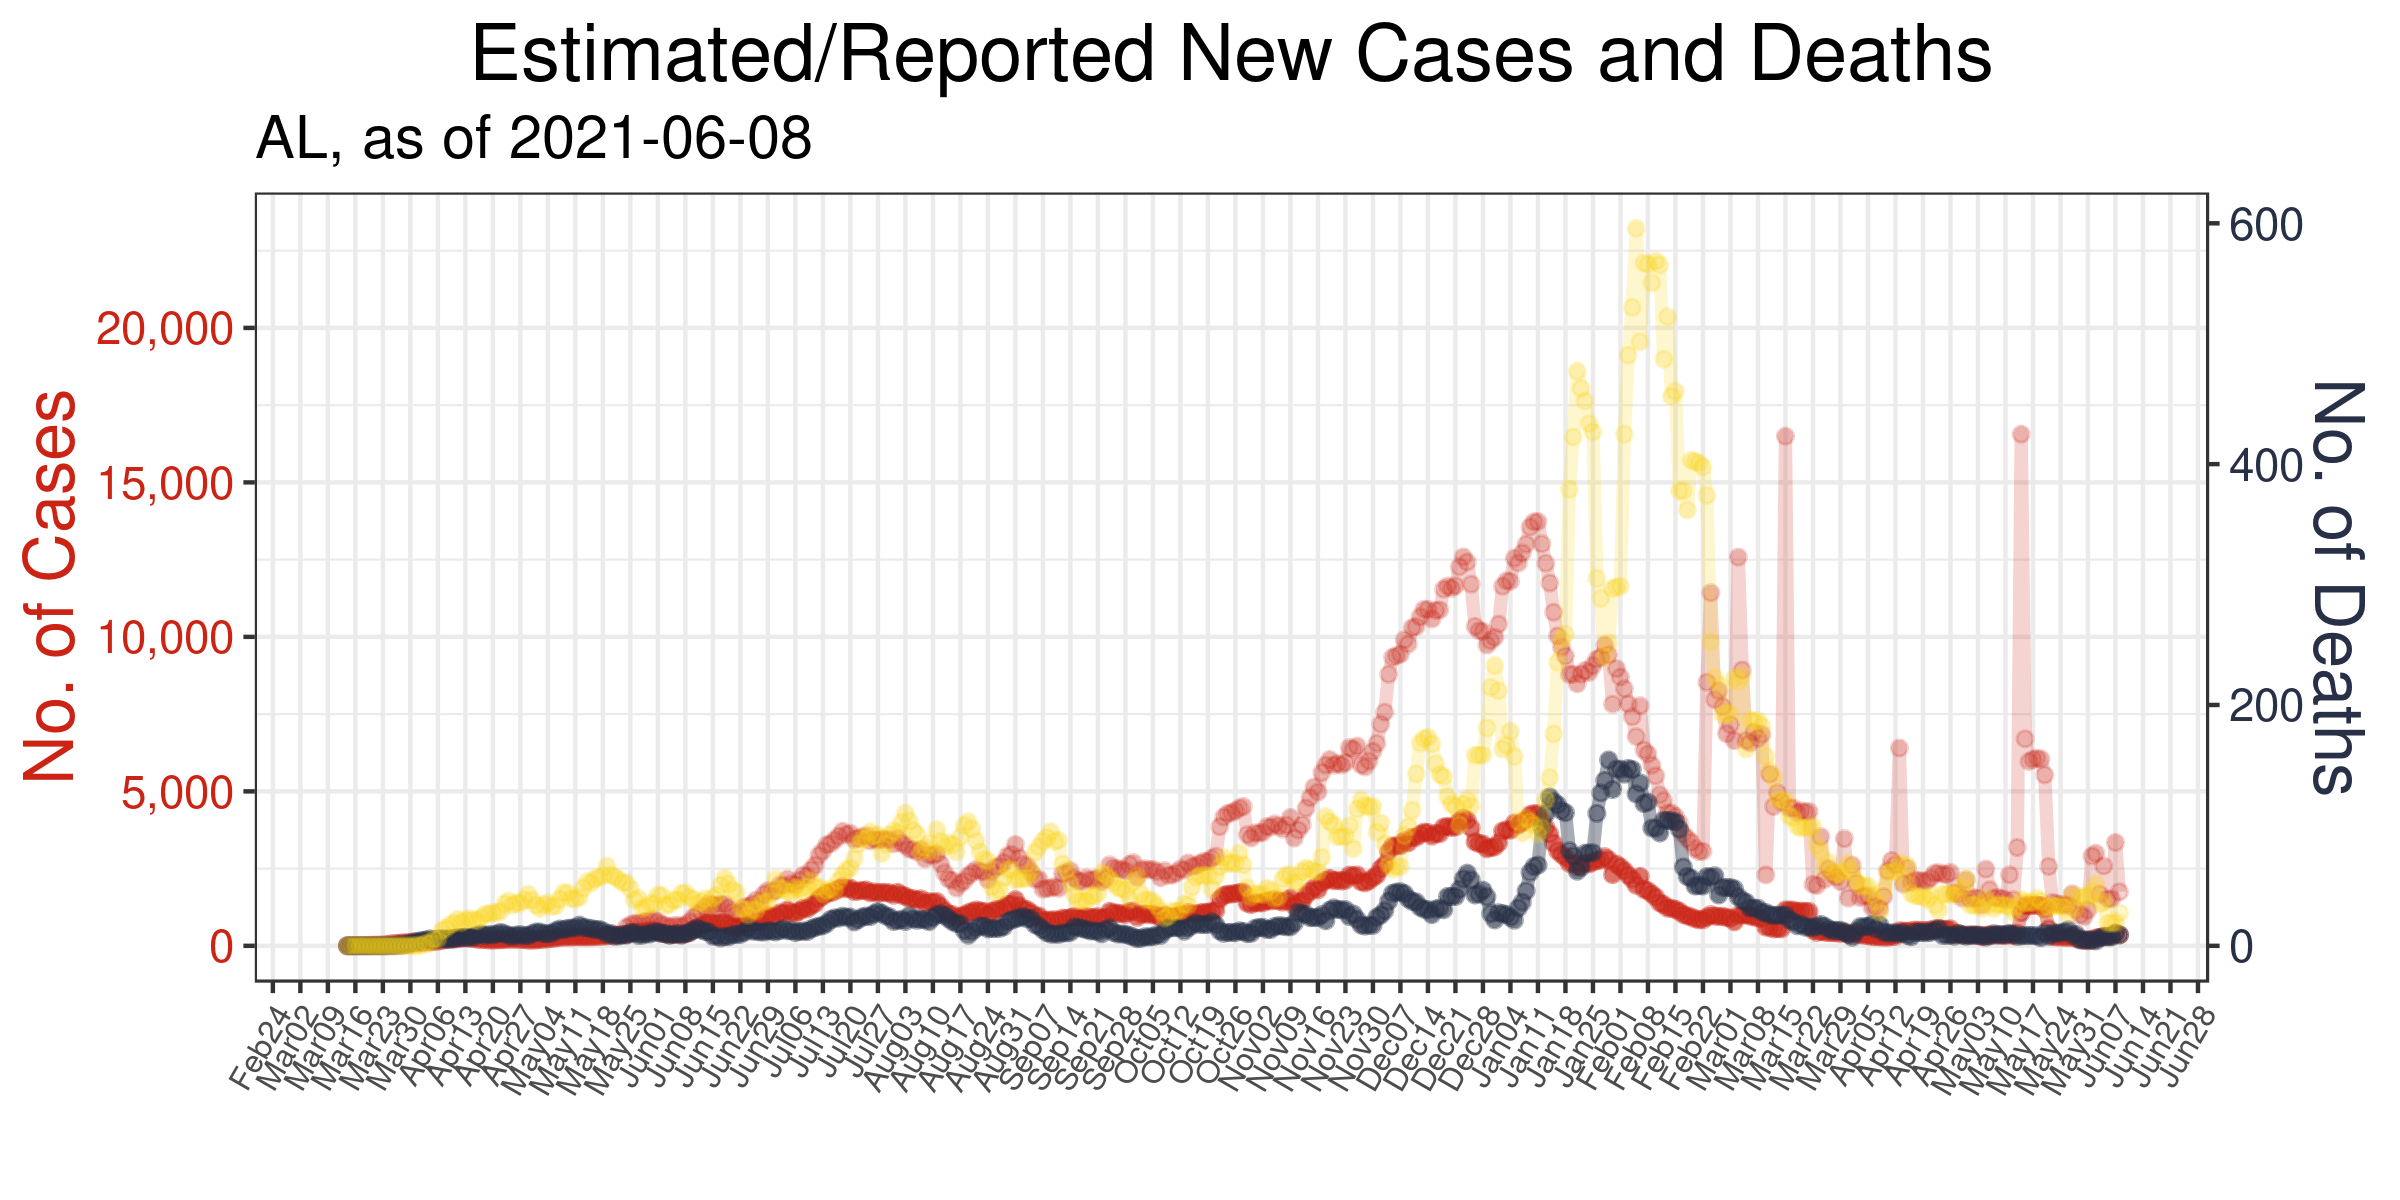 Estimated/Reported New Cases and Deaths
AL, as of 2021-06-08
No. of Cases
20,000
15,000
10,000
5,000
0
600
400
200
0
No. of Deaths
Feb24
Mar02
Mar09
Mar16
Mar23
Mar30
Apr06
Apr13
Apr20
Apr27
May04
May11
May18
May25
Jun01
Jun08
Jun15
Jun22
Jun29
Jul06
Jul13
Jul20
Jul27
Aug03
Aug10
Aug17
Aug24
Aug31
Sep07
Sep14
Sep21
Sep28
Oct05
Oct12
Oct19
Oct26
Nov02
Nov09
Nov16
Nov23
Nov30
Dec07
Dec14
Dec21
Dec28
Jan04
Jan11
Jan18
Jan25
Feb01
Feb08
Feb15
Feb22
Mar01
Mar08
Mar15
Mar22
Mar29
Apr05
Apr12
Apr19
Apr26
May03
May10
May17
May24
May31
Jun07
Jun14
Jun21
Jun28